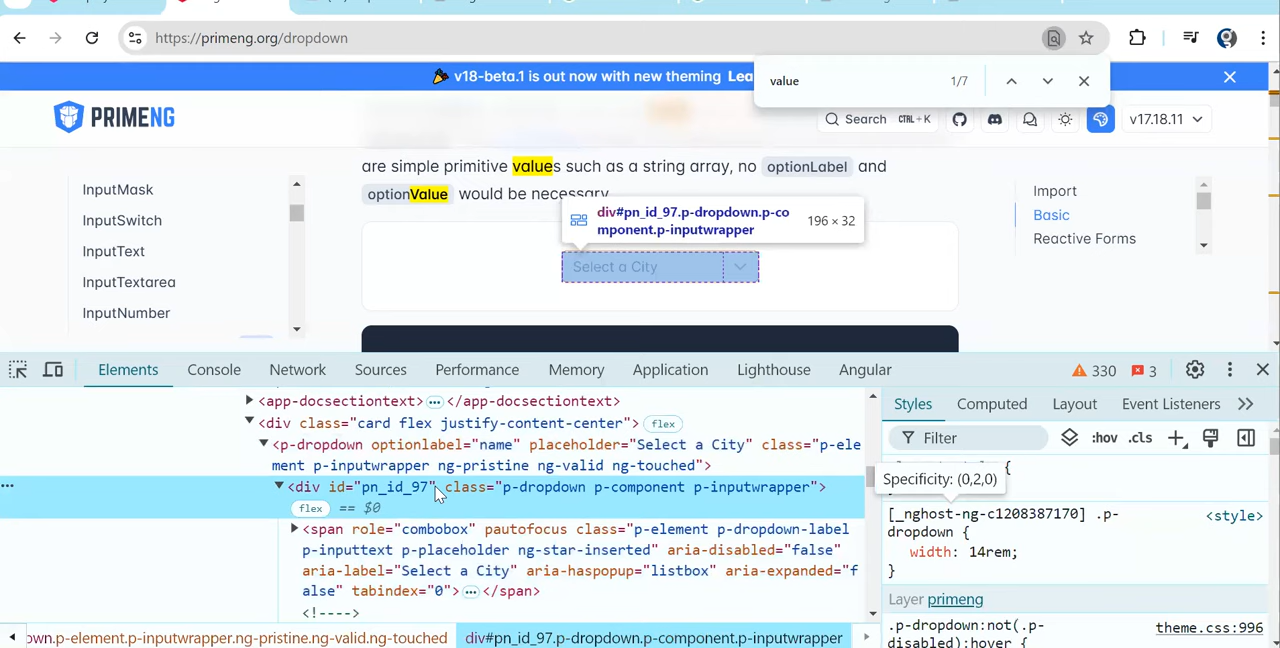 https://primeng.org/dropdown
value
1/7
🎉 v18-beta.1 is out now with new theming Lea
PRIMENG
Search CTRL+K
v17.18.11
InputMask
InputSwitch
InputText
InputTextarea
InputNumber
are simple primitive values such as a string array, no optionLabel and
optionValue would be necessary
div#pn_id_97.p-dropdown.p-co
mponent.p-inputwrapper
196 × 32
Select a City
Import
Basic
Reactive Forms
Elements Console Network Sources Performance Memory Application Lighthouse Angular
330 3
<app-docsectiontext> ••• </app-docsectiontext>
<div class="card flex justify-content-center"> flex
<p-dropdown optionlabel="name" placeholder="Select a City" class="p-ele
ment p-inputwrapper ng-pristine ng-valid ng-touched">
••• <div id="pn_id_97" class="p-dropdown p-component p-inputwrapper">
flex == $0
<span role="combobox" pautofocus class="p-element p-dropdown-label
p-inputtext p-placeholder ng-star-inserted" aria-disabled="false"
aria-label="Select a City" aria-haspopup="listbox" aria-expanded="f
alse" tabindex="0"> ••• </span>
<!---->
own.p-element.p-inputwrapper.ng-pristine.ng-valid.ng-touched
div#pn_id_97.p-dropdown.p-component.p-inputwrapper
Styles Computed Layout Event Listeners
Filter
:hov .cls
{
Specificity: (0,2,0)
[_nghost-ng-c1208387170] .p-
dropdown {
<style>
width: 14rem;
}
Layer primeng
.p-dropdown:not(.p-
theme.css:996
disabled):hover {